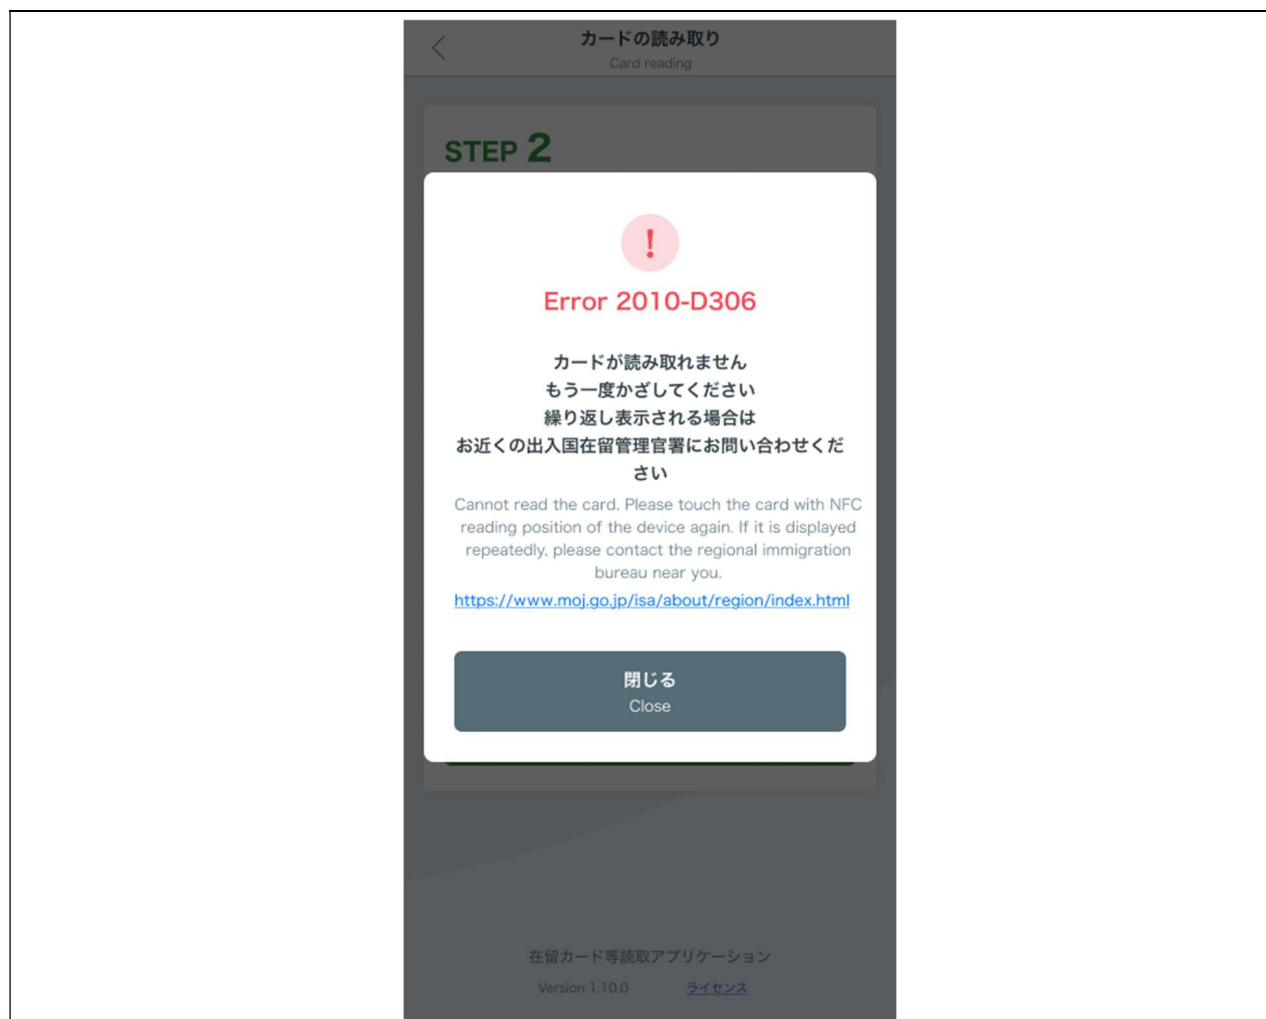 カードの読み取り
Card reading
STEP 2
!
Error 2010-D306
カードが読み取れません
もう一度かざしてください
繰り返し表示される場合は
お近くの出入国在留管理官署にお問い合わせくだ
さい
Cannot read the card. Please touch the card with NFC
reading position of the device again. If it is displayed
repeatedly, please contact the regional immigration
bureau near you.
https://www.moj.go.jp/isa/about/region/index.html
閉じる
Close
在留カード等読取アプリケーション
Version 1.10.0 ライセンス